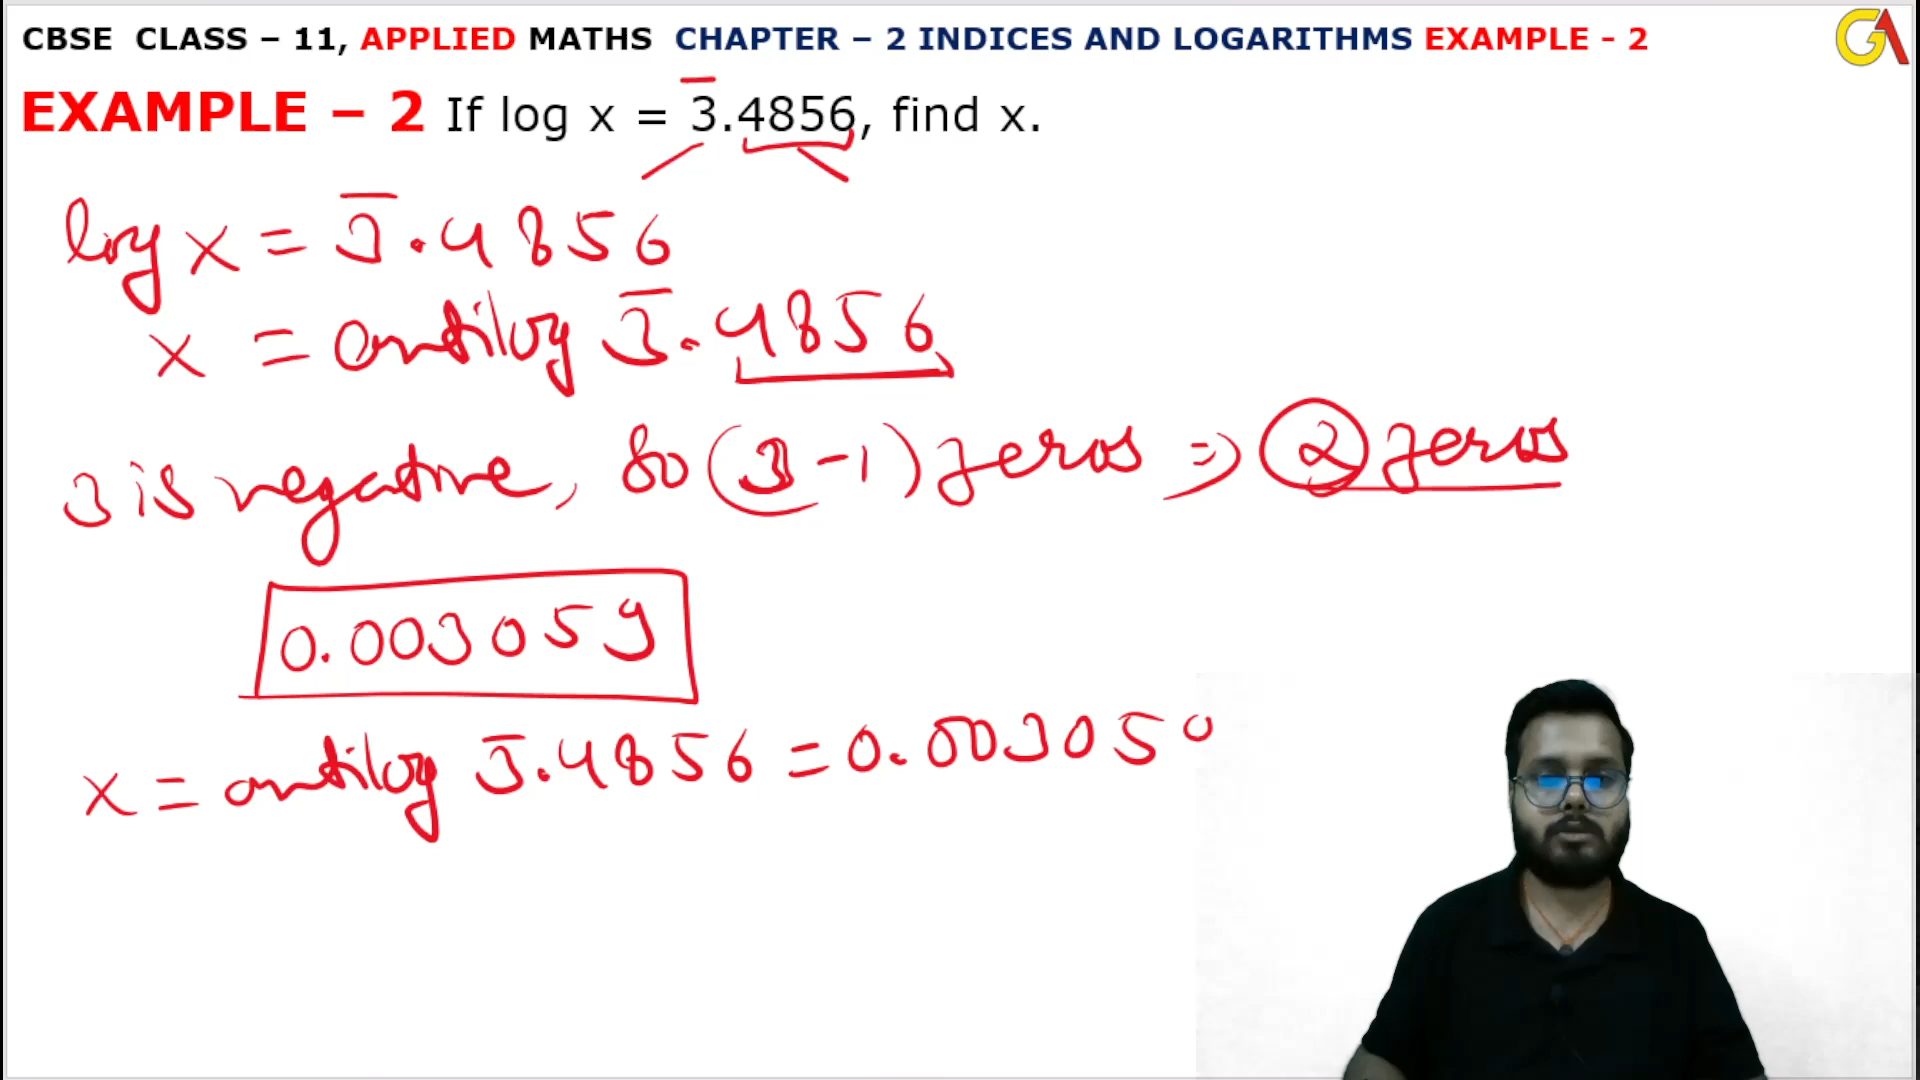 CBSE CLASS – 11, APPLIED MATHS CHAPTER – 2 INDICES AND LOGARITHMS EXAMPLE - 2
GA
EXAMPLE – 2 If log x = 3̅.4856, find x.
log x = 3̅.4856
x = antilog 3̅.4856
3 is negative, so (3-1) zeros ⇒ 2 zeros
0.003059
x = antilog 3̅.4856 = 0.00305